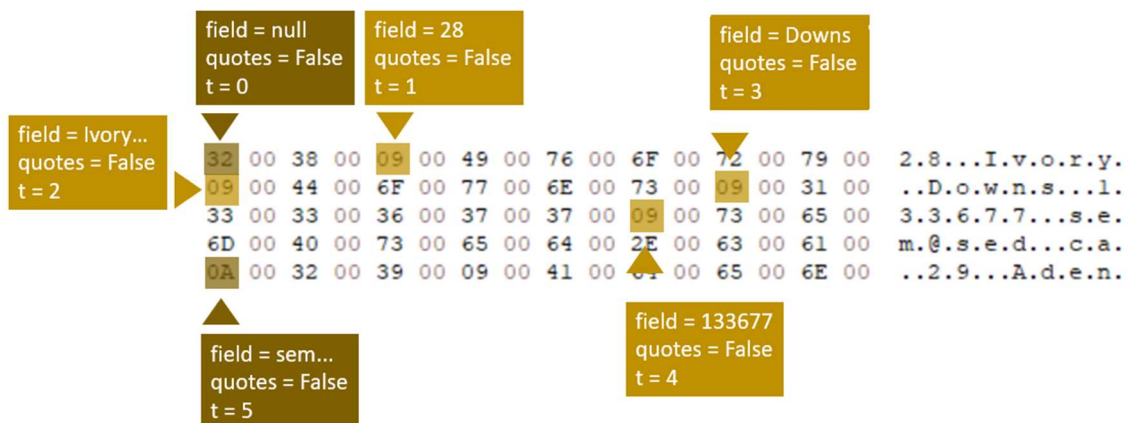 field = null
quotes = False
t = 0
field = 28
quotes = False
t = 1
field = Downs
quotes = False
t = 3
field = Ivory...
quotes = False
t = 2
32 00 38 00 09 00 49 00 76 00 6F 00 72 00 79 00 2.8...I.v.o.r.y.
09 00 44 00 6F 00 77 00 6E 00 73 00 09 00 31 00 ..D.o.w.n.s...1.
33 00 33 00 36 00 37 00 37 00 09 00 73 00 65 00 3.3.6.7.7...s.e.
6D 00 40 00 73 00 65 00 64 00 2E 00 63 00 61 00 m.@.s.e.d...c.a.
0A 00 32 00 39 00 09 00 41 00 00 65 00 6E 00 ..2.9...A.d.e.n.
field = 133677
quotes = False
t = 4
field = sem...
quotes = False
t = 5